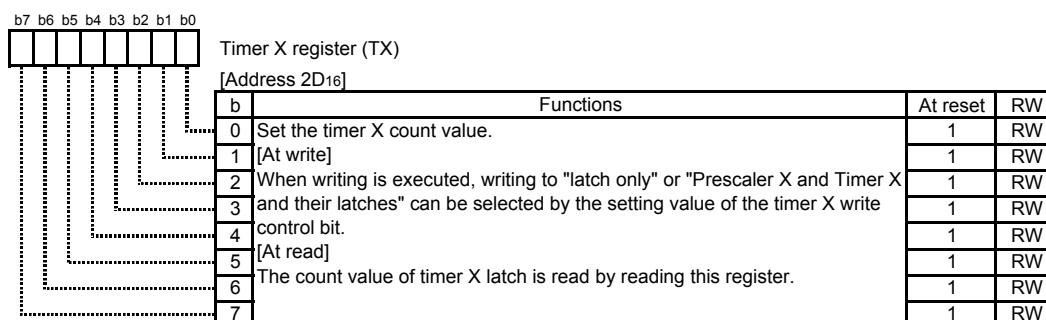 b7 b6 b5 b4 b3 b2 b1 b0
Timer X register (TX)
[Address 2D16]
b Functions At reset RW
0 Set the timer X count value. 1 RW
1 [At write] 1 RW
2 When writing is executed, writing to "latch only" or "Prescaler X and Timer X 1 RW
3 and their latches" can be selected by the setting value of the timer X write 1 RW
4 control bit. 1 RW
5 [At read] 1 RW
6 The count value of timer X latch is read by reading this register. 1 RW
7 1 RW